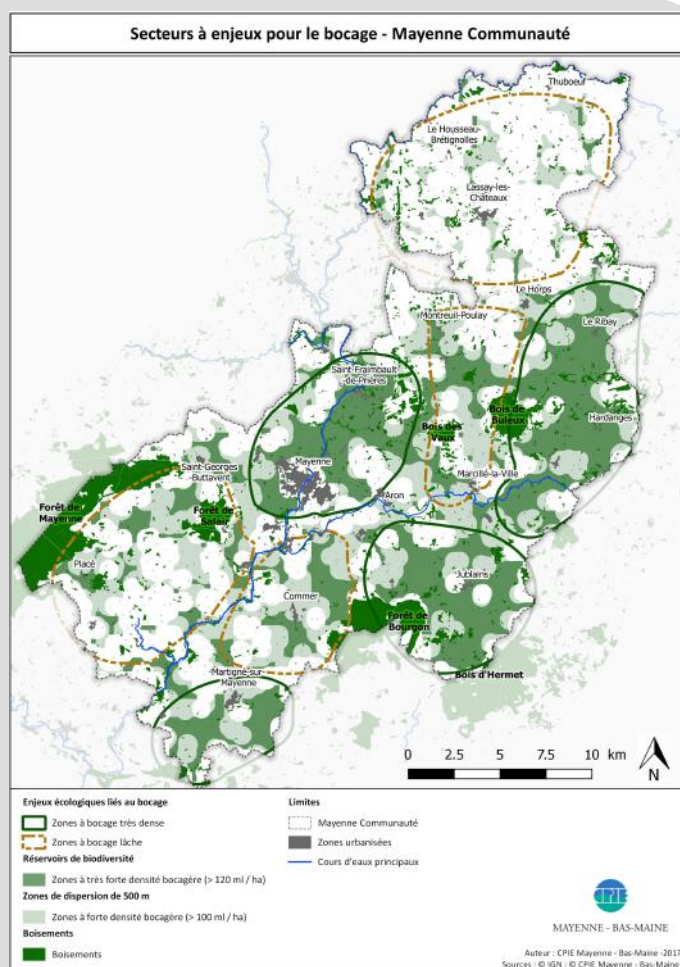 Secteurs à enjeux pour le bocage - Mayenne Communauté
Thuboeuf
Le Housseau-
Brétignolles
Lassay-les-
Châteaux
Le Horps
Montreuil-Poulay
Le Ribay
Saint-Fraimbault
-de-Prières
Bois de
Buleux
Hardanges
Bois des
Vaux
Mayenne
Marcillé-la-Ville
Saint-Georges
-Buttavent
Aron
Forêt de
Mayenne
Forêt de
Salair
Placé
Jublains
Commer
Forêt de
Bourgon
Bois d'Hermet
Martigné-sur-
Mayenne
0 2.5 5 7.5 10 km
N
Enjeux écologiques liés au bocage
Zones à bocage très dense
Zones à bocage lâche
Réservoirs de biodiversité
Zones à très forte densité bocagère (> 120 ml / ha)
Zones de dispersion de 500 m
Zones à forte densité bocagère (> 100 ml / ha)
Boisements
Boisements
Limites
Mayenne Communauté
Zones urbanisées
Cours d'eaux principaux
CPIE
MAYENNE - BAS-MAINE
Auteur : CPIE Mayenne - Bas-Maine -2017
Sources : © IGN ; © CPIE Mayenne - Bas-Maine